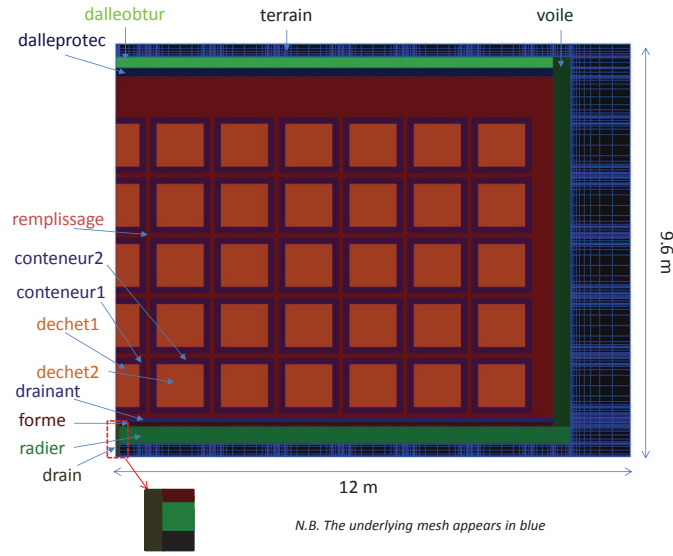 dalleobtur
terrain
voile
dalleprotec
remplissage
conteneur2
conteneur1
dechet1
dechet2
drainant
forme
radier
drain
9.6 m
12 m
N.B. The underlying mesh appears in blue